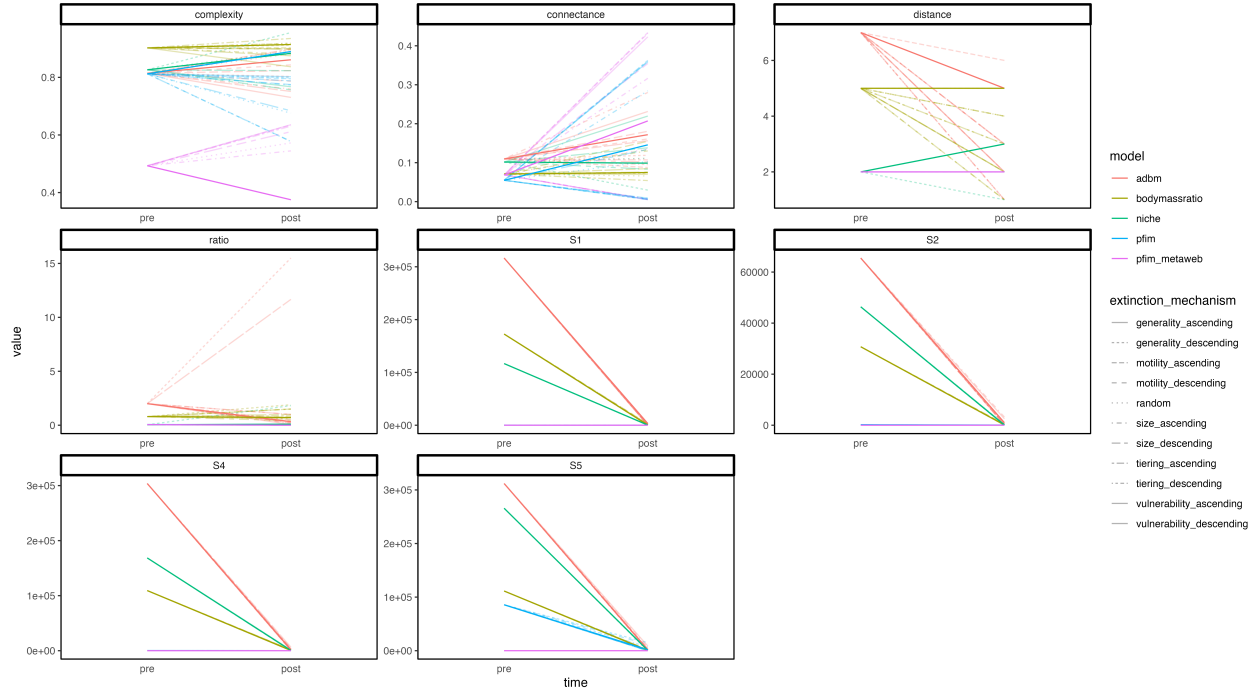 complexity
connectance
distance
0.8
0.6
0.4
0.4
0.3
0.2
0.1
0.0
6
4
2
pre
post
pre
post
pre
post
ratio
S1
S2
15
10
5
0
3e+05
2e+05
1e+05
0e+00
60000
40000
20000
0
pre
post
pre
post
pre
post
S4
S5
3e+05
2e+05
1e+05
0e+00
3e+05
2e+05
1e+05
0e+00
pre
post
pre
post
value
time
model
adbm
bodymassratio
niche
pfim
pfim_metaweb
extinction_mechanism
generality_ascending
generality_descending
motility_ascending
motility_descending
random
size_ascending
size_descending
tiering_ascending
tiering_descending
vulnerability_ascending
vulnerability_descending